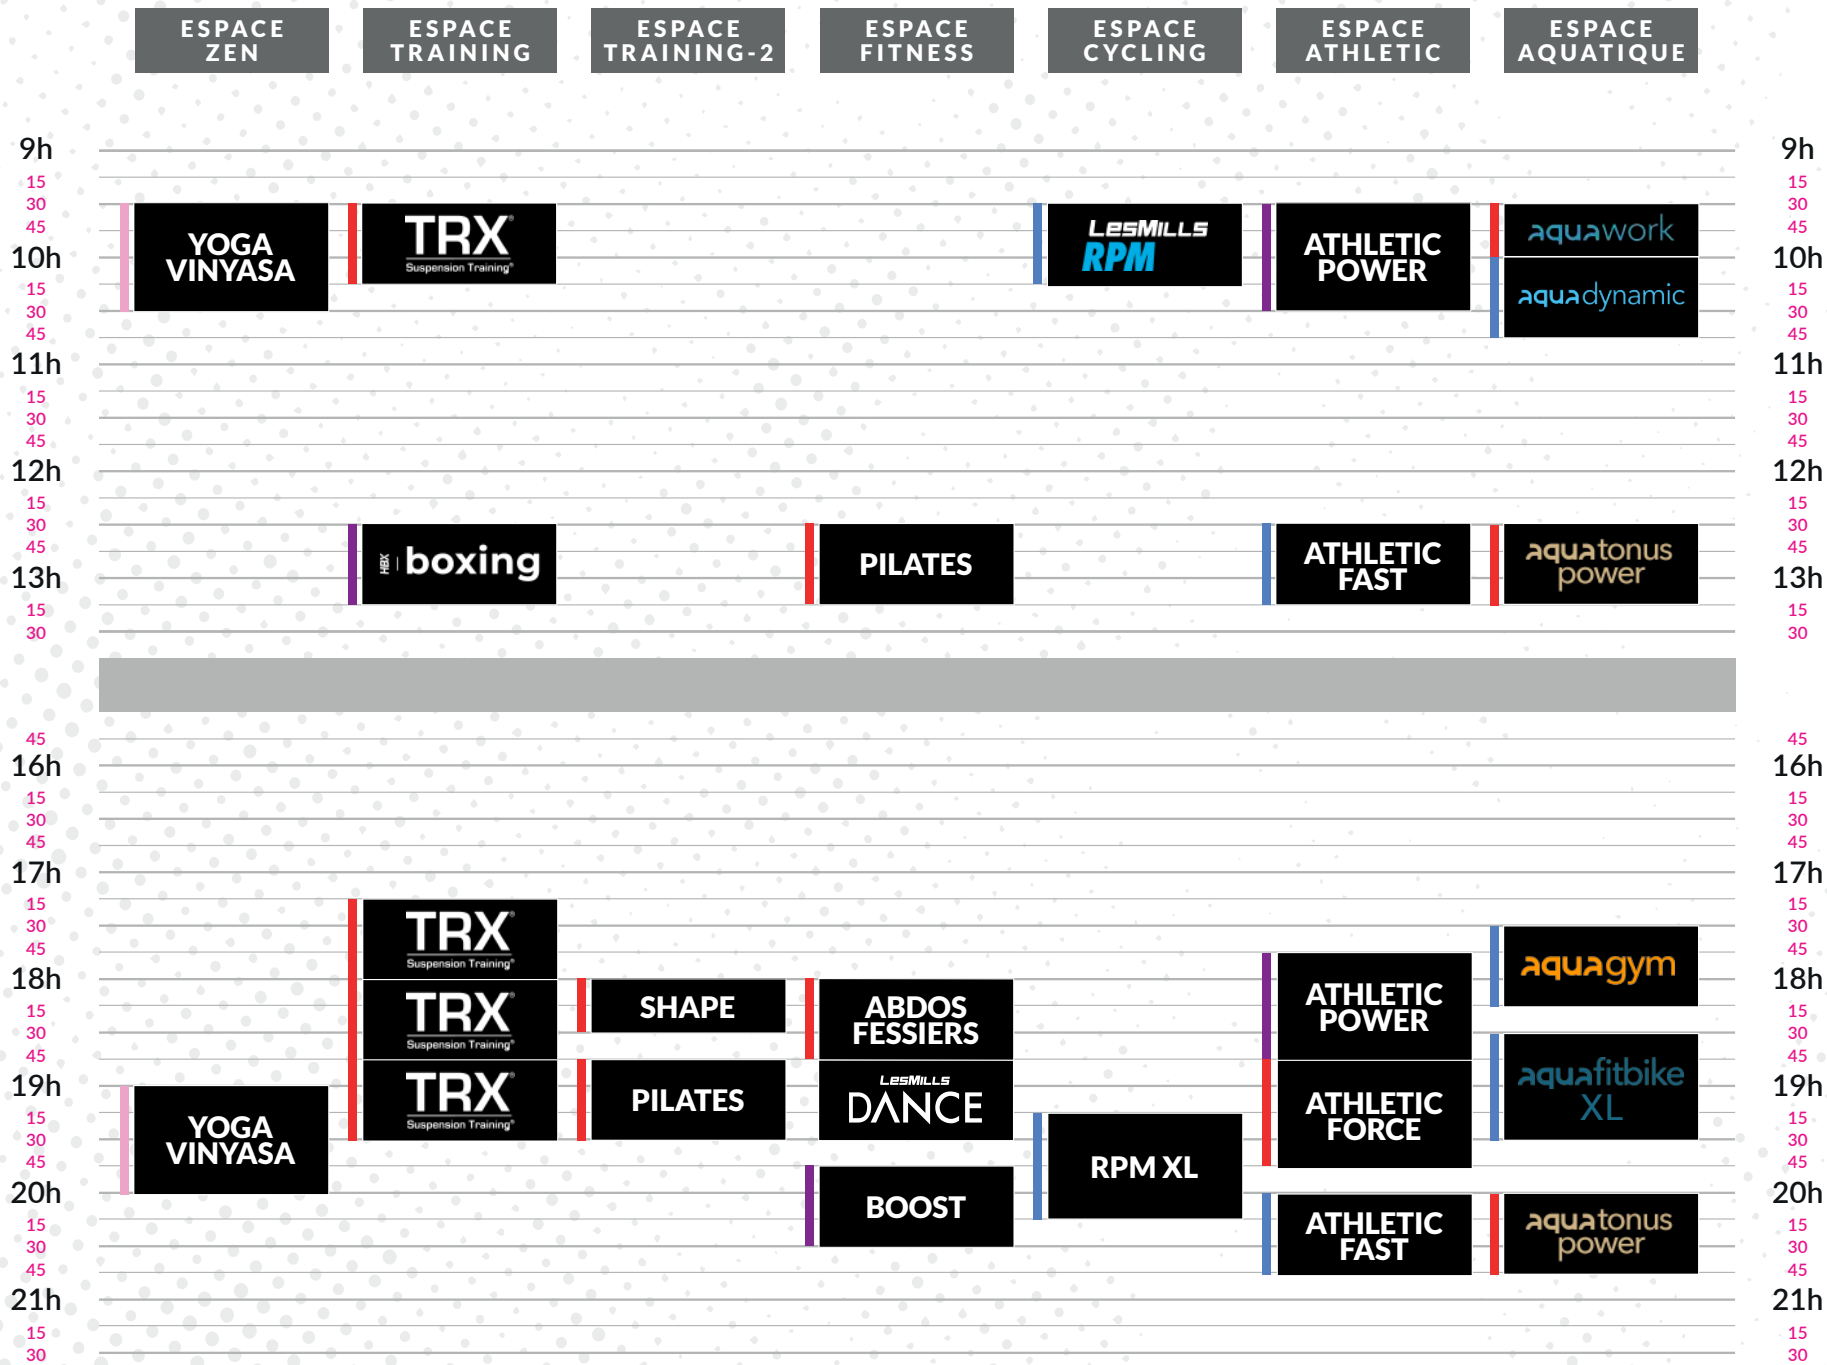 ESPACE
ZEN
ESPACE
TRAINING
ESPACE
TRAINING-2
ESPACE
FITNESS
ESPACE
CYCLING
ESPACE
ATHLETIC
ESPACE
AQUATIQUE
9h 9h
15 15
30 30
45 45
10h 10h
15 15
30 30
45 45
11h 11h
15 15
30 30
45 45
12h 12h
15 15
30 30
45 45
13h 13h
15 15
30 30
45 45
16h 16h
15 15
30 30
45 45
17h 17h
15 15
30 30
45 45
18h 18h
15 15
30 30
45 45
19h 19h
15 15
30 30
45 45
20h 20h
15 15
30 30
45 45
21h 21h
15 15
30 30
YOGA
VINYASA
TRX®
Suspension Training®
LesMILLS
RPM
ATHLETIC
POWER
aquawork
aquadynamic
HBX | boxing
PILATES
ATHLETIC
FAST
aquatonus
power
TRX®
Suspension Training®
TRX®
Suspension Training®
TRX®
Suspension Training®
SHAPE
PILATES
ABDOS
FESSIERS
LesMILLS
DANCE
BOOST
YOGA
VINYASA
RPM XL
ATHLETIC
POWER
ATHLETIC
FORCE
ATHLETIC
FAST
aquagym
aquafitbike
XL
aquatonus
power